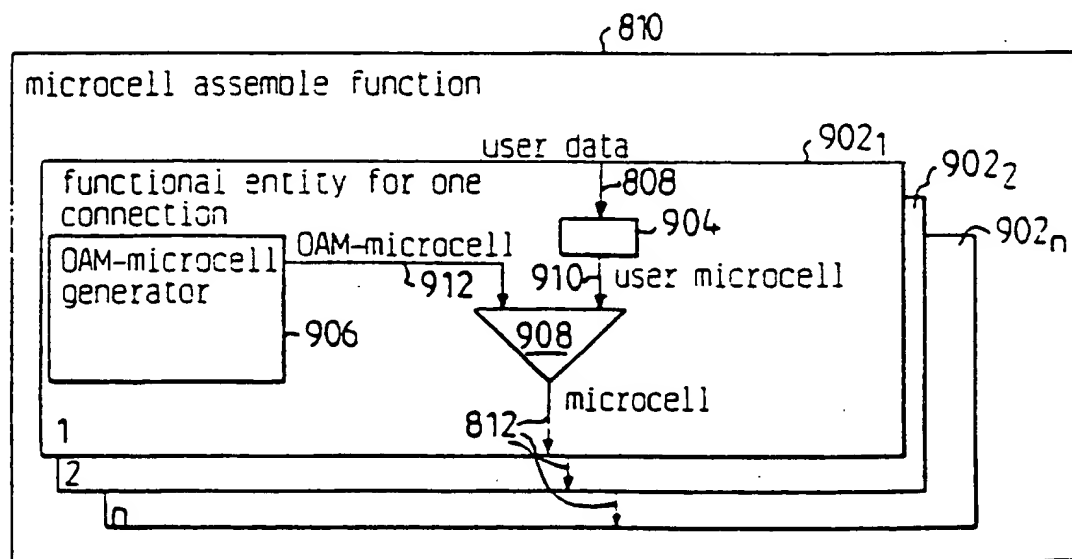 810
microcell assemble function
user data
902₁
functional entity for one
connection
808
902₂
904
902ₙ
OAM-microcell
OAM-microcell
generator
912
910
user microcell
906
908
microcell
812
1
2
n